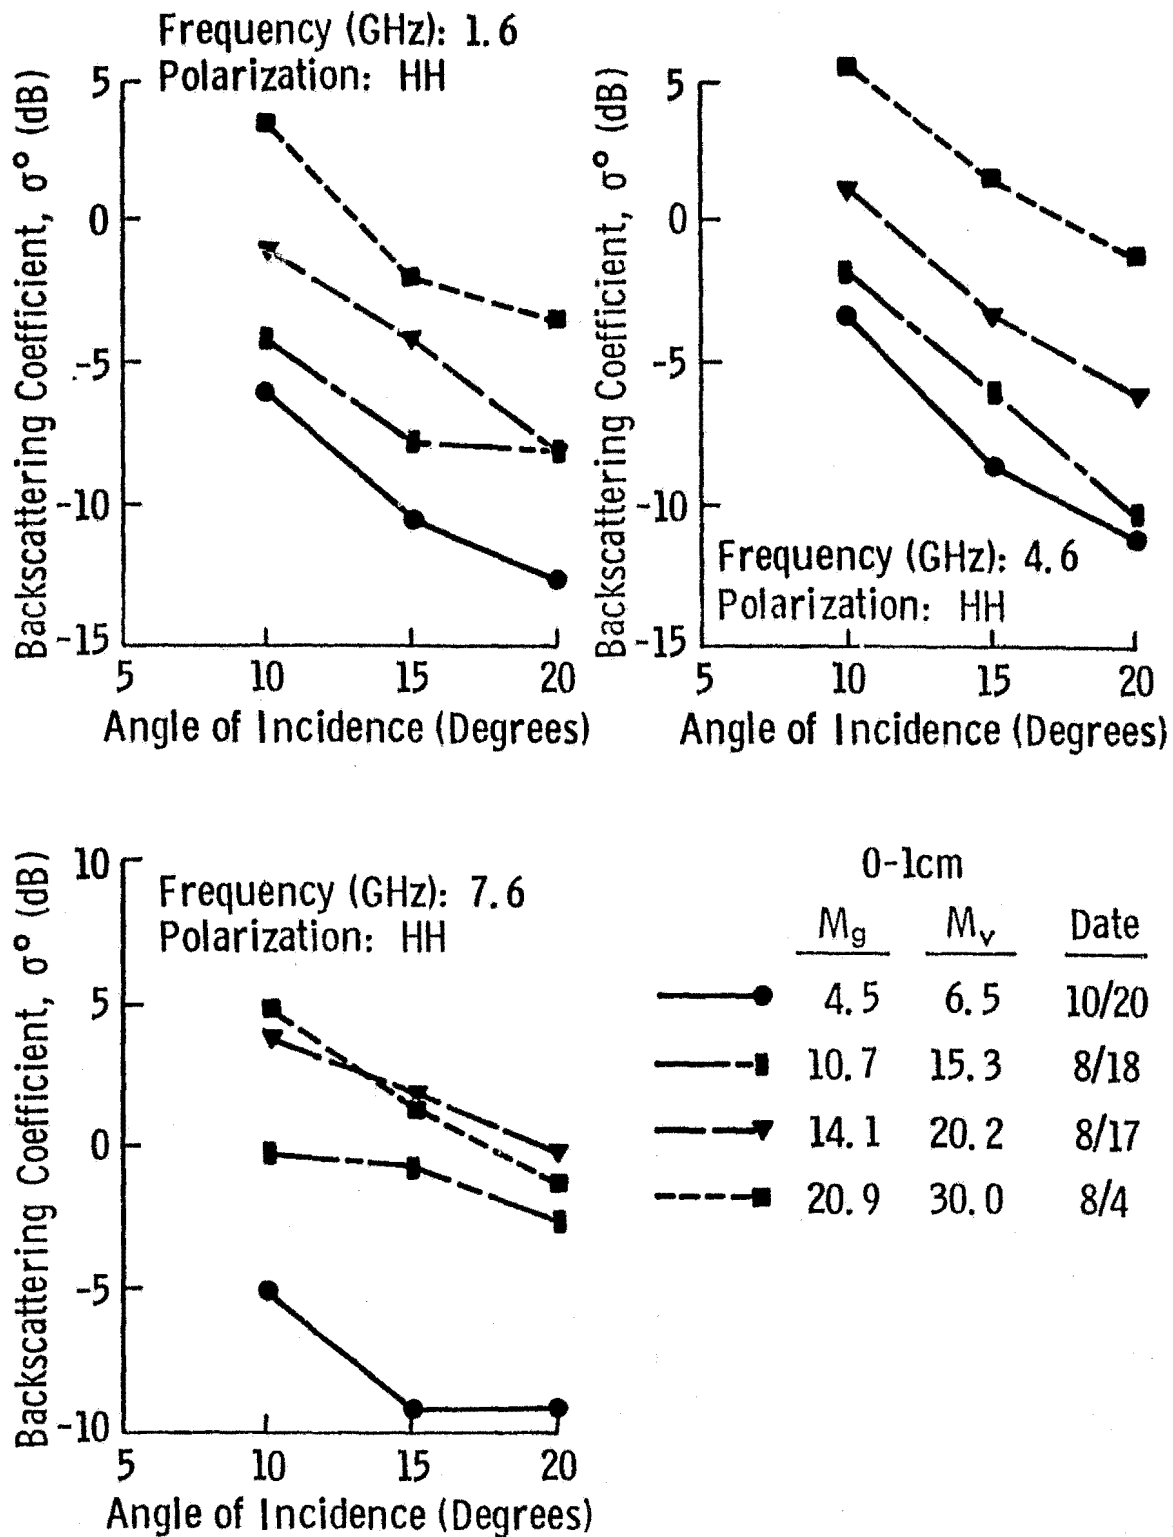 Frequency (GHz): 1.6
Polarization: HH
Backscattering Coefficient, σ° (dB)
5
0
-5
-10
-15
5 10 15 20
Angle of Incidence (Degrees)
Backscattering Coefficient, σ° (dB)
5
0
-5
-10
-15
Frequency (GHz): 4.6
Polarization: HH
5 10 15 20
Angle of Incidence (Degrees)
Backscattering Coefficient, σ° (dB)
10
5
0
-5
-10
Frequency (GHz): 7.6
Polarization: HH
5 10 15 20
Angle of Incidence (Degrees)
0-1cm
Mg Mv Date
4.5 6.5 10/20
10.7 15.3 8/18
14.1 20.2 8/17
20.9 30.0 8/4